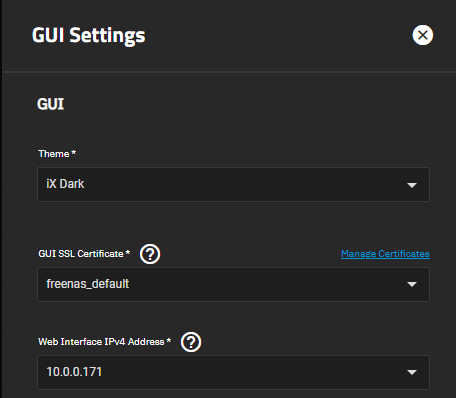 GUI Settings
GUI
Theme *
iX Dark
GUI SSL Certificate * ?
Manage Certificates
freenas_default
Web Interface IPv4 Address * ?
10.0.0.171